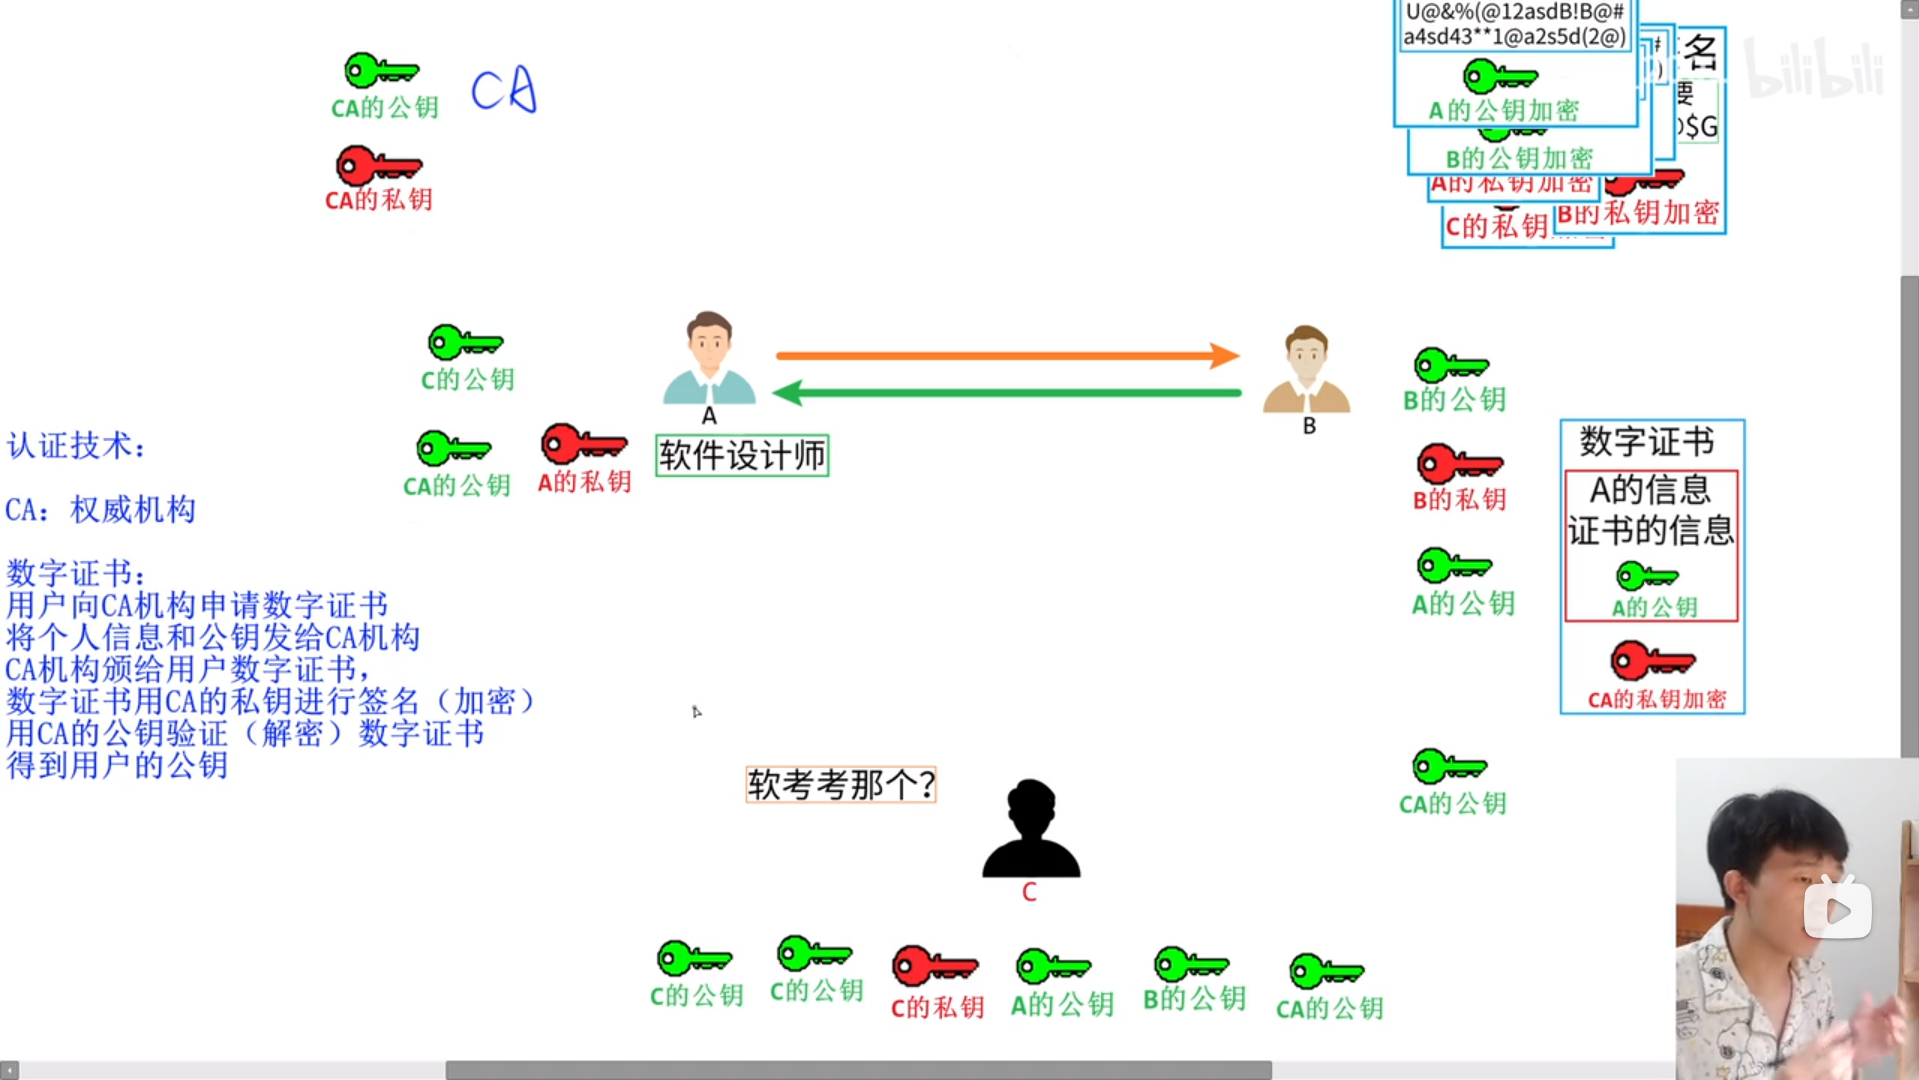 CA的公钥
CA
CA的私钥
U@&%(@12asdB!B@#
a4sd43**1@a2s5d(2@)
A的公钥加密
B的公钥加密
A的私钥加密
C的私钥
B的私钥加密
名
要
$G
bilibili
C的公钥
CA的公钥
A的私钥
A
软件设计师
B
B的公钥
B的私钥
A的公钥
CA的公钥
数字证书
A的信息
证书的信息
A的公钥
CA的私钥加密
认证技术:
CA: 权威机构
数字证书:
用户向CA机构申请数字证书
将个人信息和公钥发给CA机构
CA机构颁给用户数字证书,
数字证书用CA的私钥进行签名（加密）
用CA的公钥验证（解密）数字证书
得到用户的公钥
软考考那个?
C
C的公钥
C的公钥
C的私钥
A的公钥
B的公钥
CA的公钥